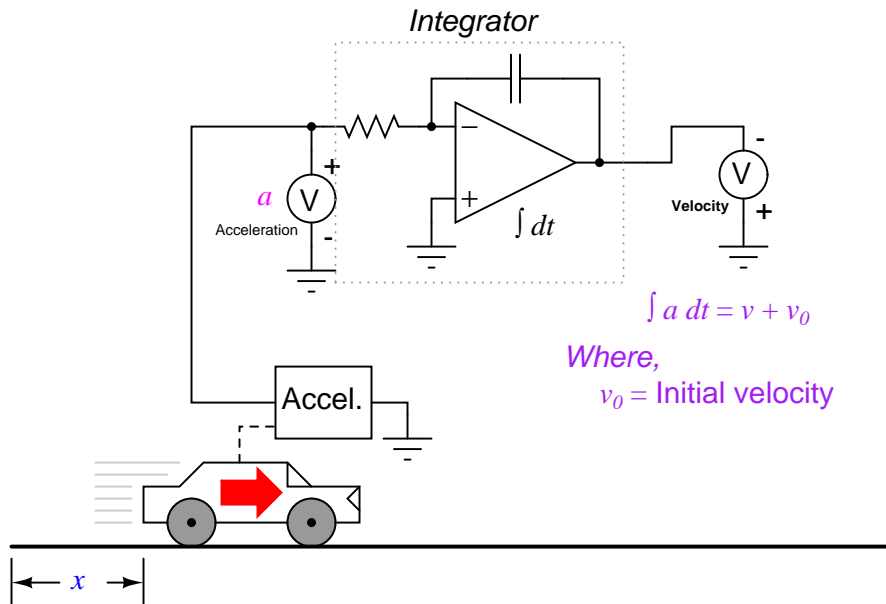 Integrator
+
a
V
Acceleration
-
−
+
∫ dt
-
V
Velocity
+
∫ a dt = v + v₀
Where,
v₀ = Initial velocity
Accel.
x